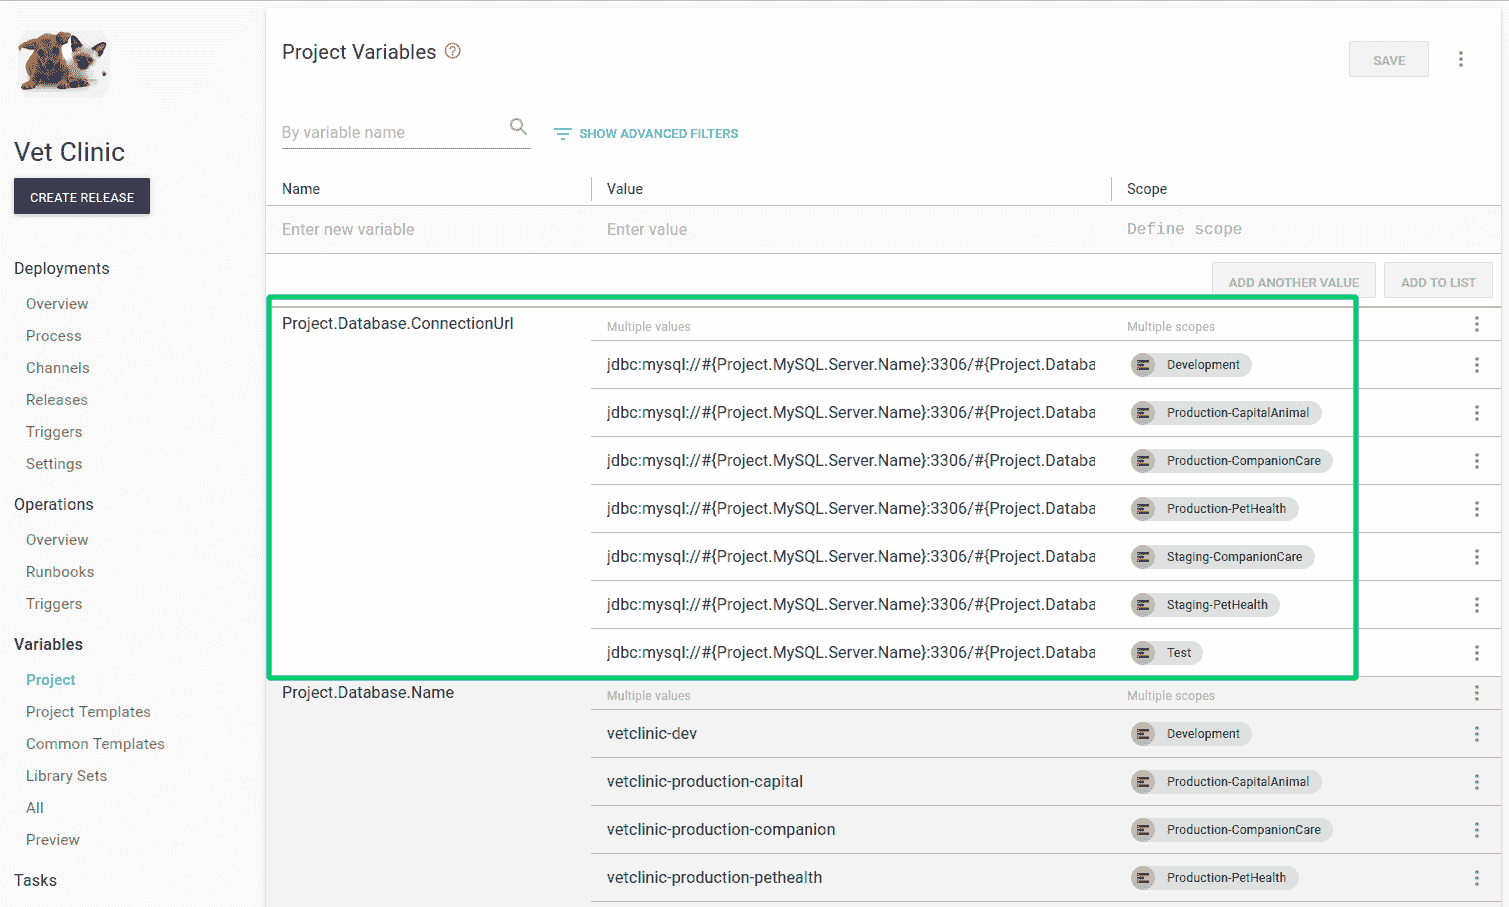 Vet Clinic
CREATE RELEASE
Deployments
Overview
Process
Channels
Releases
Triggers
Settings
Operations
Overview
Runbooks
Triggers
Variables
Project
Project Templates
Common Templates
Library Sets
All
Preview
Tasks
Project Variables ?
SAVE
By variable name
SHOW ADVANCED FILTERS
Name Value Scope
Enter new variable Enter value Define scope
ADD ANOTHER VALUE ADD TO LIST
Project.Database.ConnectionUrl Multiple values Multiple scopes
jdbc:mysql://#{Project.MySQL.Server.Name}:3306/#{Project.Databa Development
jdbc:mysql://#{Project.MySQL.Server.Name}:3306/#{Project.Databa Production-CapitalAnimal
jdbc:mysql://#{Project.MySQL.Server.Name}:3306/#{Project.Databa Production-CompanionCare
jdbc:mysql://#{Project.MySQL.Server.Name}:3306/#{Project.Databa Production-PetHealth
jdbc:mysql://#{Project.MySQL.Server.Name}:3306/#{Project.Databa Staging-CompanionCare
jdbc:mysql://#{Project.MySQL.Server.Name}:3306/#{Project.Databa Staging-PetHealth
jdbc:mysql://#{Project.MySQL.Server.Name}:3306/#{Project.Databa Test
Project.Database.Name Multiple values Multiple scopes
vetclinic-dev Development
vetclinic-production-capital Production-CapitalAnimal
vetclinic-production-companion Production-CompanionCare
vetclinic-production-pethealth Production-PetHealth